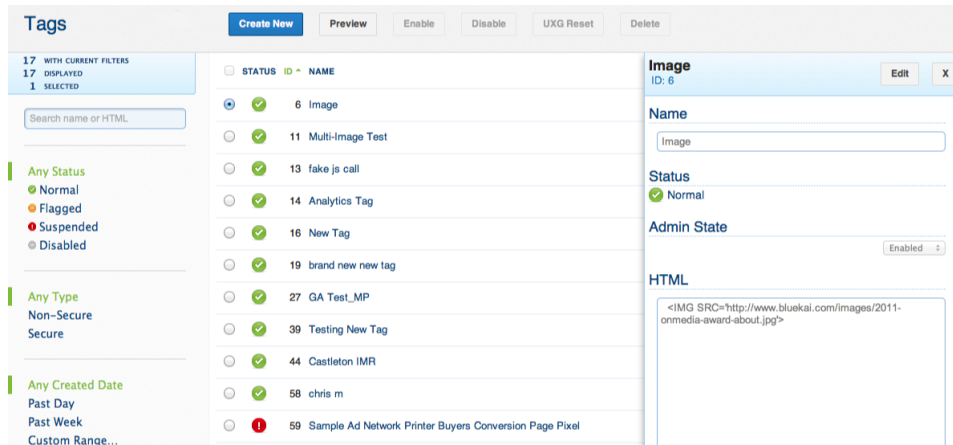 Tags
Create New
Preview
Enable
Disable
UXG Reset
Delete
17 WITH CURRENT FILTERS
17 DISPLAYED
1 SELECTED
Search name or HTML
Any Status
Normal
Flagged
Suspended
Disabled
Any Type
Non-Secure
Secure
Any Created Date
Past Day
Past Week
Custom Range...
STATUS ID NAME
6 Image
11 Multi-Image Test
13 fake js call
14 Analytics Tag
16 New Tag
19 brand new new tag
27 GA Test_MP
39 Testing New Tag
44 Castleton IMR
58 chris m
59 Sample Ad Network Printer Buyers Conversion Page Pixel
Image
ID: 6
Edit
X
Name
Image
Status
Normal
Admin State
Enabled
HTML
<IMG SRC='http://www.bluekai.com/images/2011-
onmedia-award-about.jpg'>